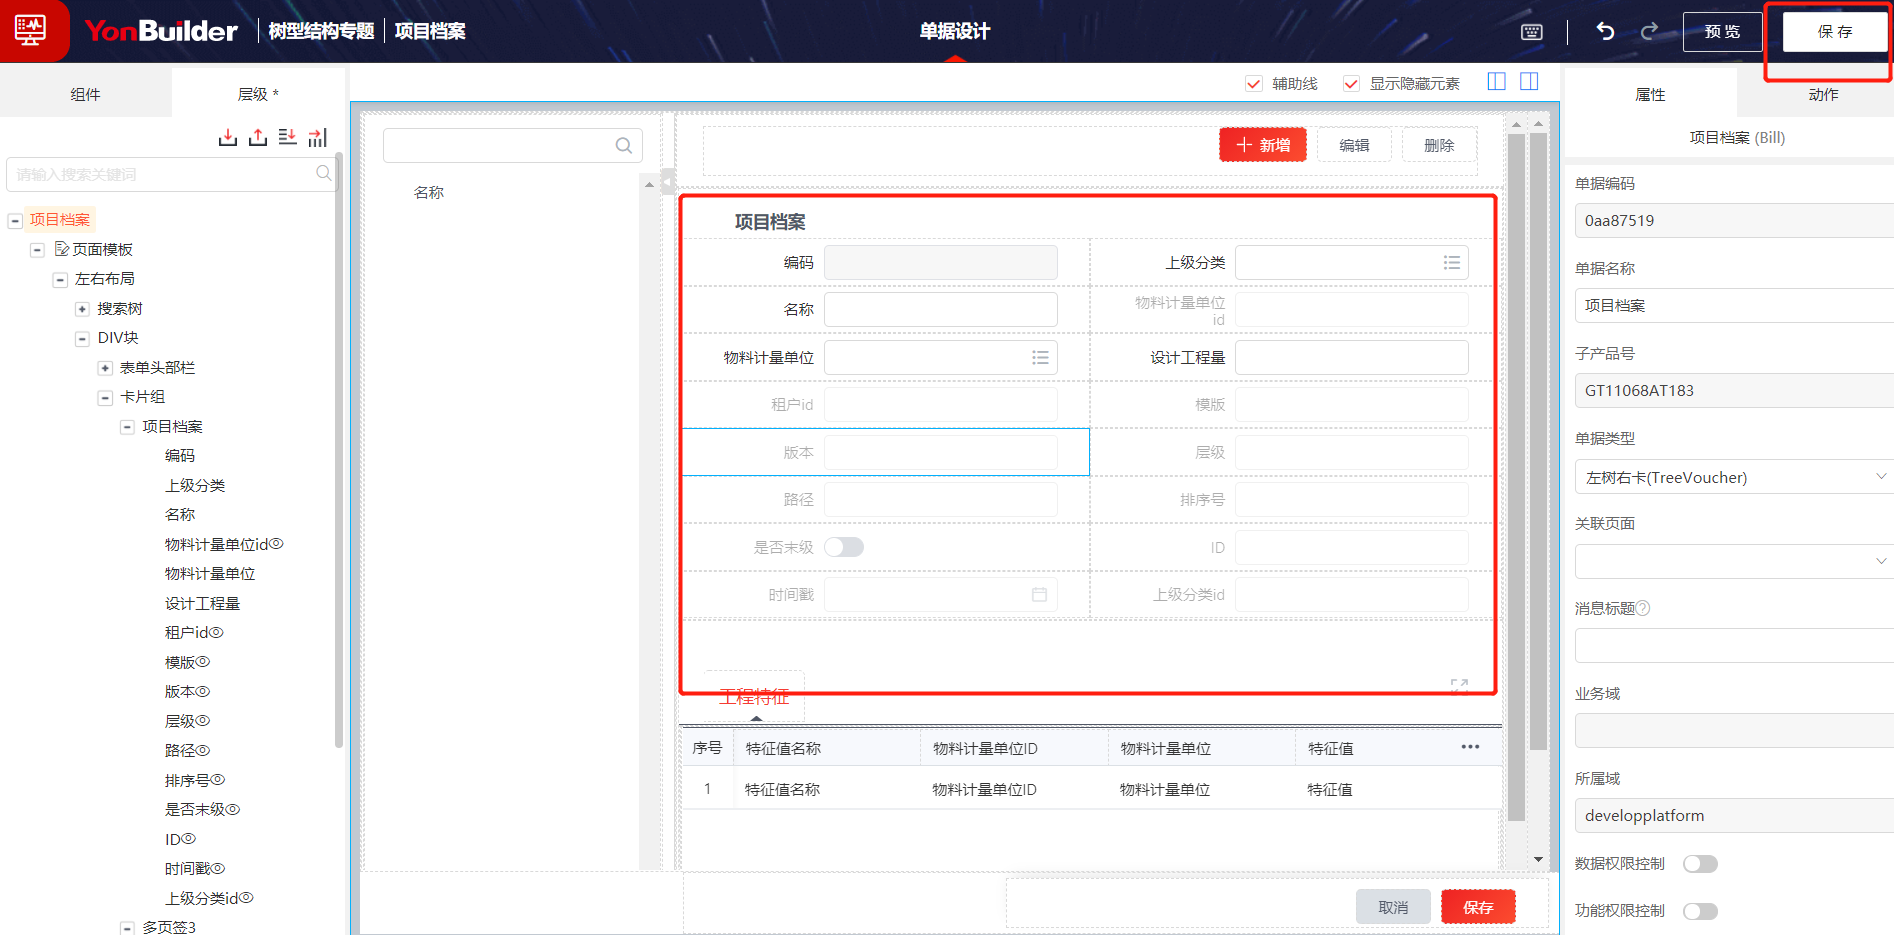 YonBuilder 树型结构专题 项目档案 单据设计 预览 保存
组件 层级 *
请输入搜索关键词
项目档案
页面模板
左右布局
搜索树
DIV块
表单头部栏
卡片组
项目档案
编码
上级分类
名称
物料计量单位id
物料计量单位
设计工程量
租户id
模版
版本
层级
路径
排序号
是否末级
ID
时间戳
上级分类id
多页签3
辅助线 显示隐藏元素
名称
新增 编辑 删除
项目档案
编码 上级分类
名称 物料计量单位
id
物料计量单位 设计工程量
租户id 模版
版本 层级
路径 排序号
是否末级 ID
时间戳 上级分类id
工程特征
序号 特征值名称 物料计量单位ID 物料计量单位 特征值
1 特征值名称 物料计量单位ID 物料计量单位 特征值
取消 保存
属性 动作
项目档案 (Bill)
单据编码
0aa87519
单据名称
项目档案
子产品号
GT11068AT183
单据类型
左树右卡(TreeVoucher)
关联页面
消息标题
业务域
所属域
developplatform
数据权限控制
功能权限控制